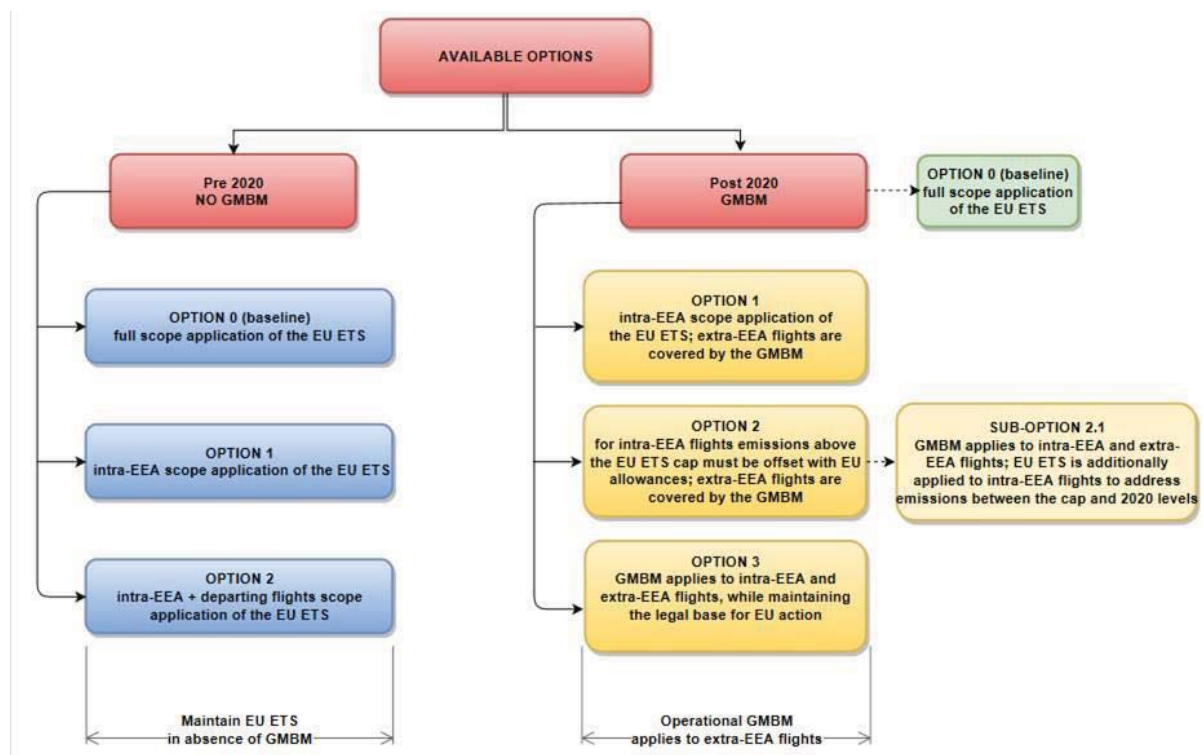 AVAILABLE OPTIONS
Pre 2020
NO GMBM
Post 2020
GMBM
OPTION 0 (baseline)
full scope application
of the EU ETS
OPTION 0 (baseline)
full scope application of the EU ETS
OPTION 1
intra-EEA scope application of
the EU ETS; extra-EEA flights are
covered by the GMBM
OPTION 1
intra-EEA scope application of the EU ETS
OPTION 2
for intra-EEA flights emissions above
the EU ETS cap must be offset with EU
allowances; extra-EEA flights are
covered by the GMBM
SUB-OPTION 2.1
GMBM applies to intra-EEA and extra-
EEA flights; EU ETS is additionally
applied to intra-EEA flights to address
emissions between the cap and 2020 levels
OPTION 2
intra-EEA + departing flights scope
application of the EU ETS
OPTION 3
GMBM applies to intra-EEA and
extra-EEA flights, while maintaining
the legal base for EU action
Maintain EU ETS
in absence of GMBM
Operational GMBM
applies to extra-EEA flights